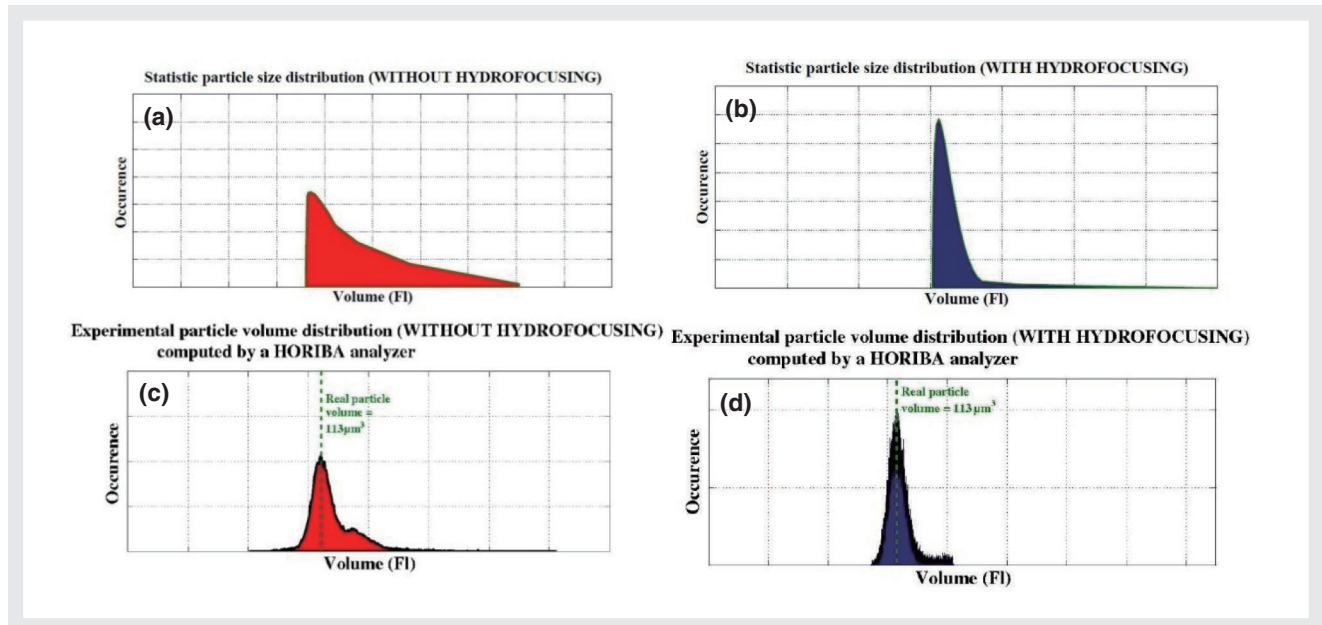 Statistic particle size distribution (WITHOUT HYDROFOCUSING)
(a)
Occurence
Volume (Fl)
Statistic particle size distribution (WITH HYDROFOCUSING)
(b)
Occurence
Volume (Fl)
Experimental particle volume distribution (WITHOUT HYDROFOCUSING)
computed by a HORIBA analyzer
(c)
Real particle
volume =
113µm³
Occurence
Volume (Fl)
Experimental particle volume distribution (WITH HYDROFOCUSING)
computed by a HORIBA analyzer
(d)
Real particle
volume = 113µm³
Occurence
Volume (Fl)